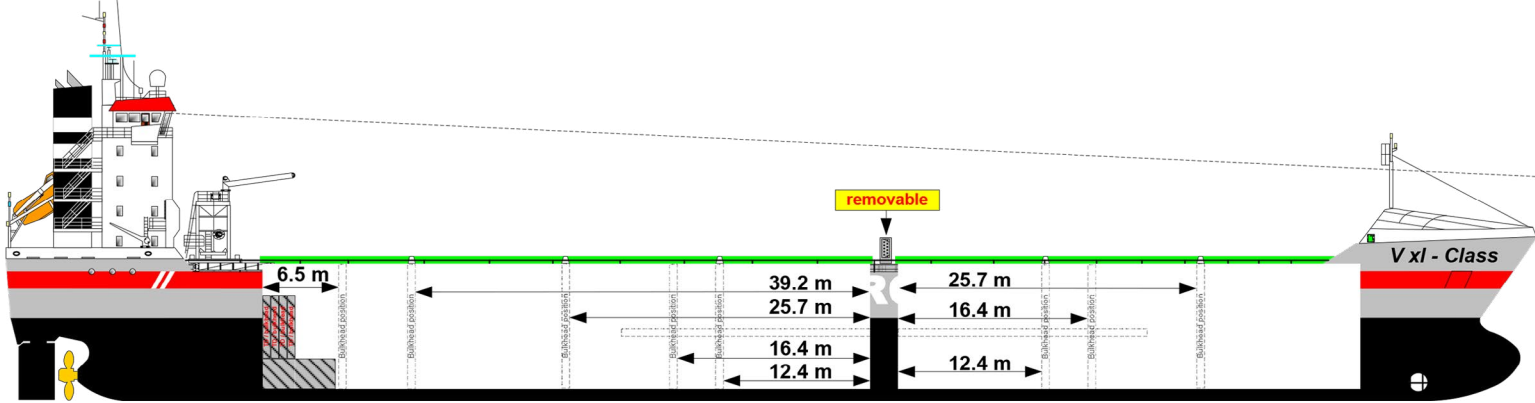 removable
V xl - Class
6.5 m
39.2 m
25.7 m
25.7 m
16.4 m
16.4 m
12.4 m
12.4 m
Bulkhead position
Bulkhead position
Bulkhead position
Bulkhead position
Bulkhead position
Bulkhead position
Bulkhead position
Bulkhead position